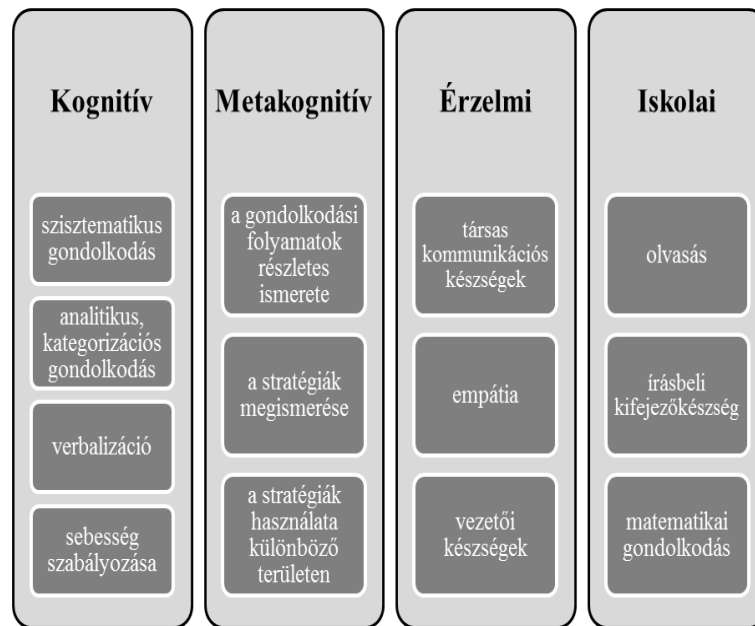 Kognitív
szisztematikus
gondolkodás
analitikus,
kategorizációs
gondolkodás
verbalizáció
sebesség
szabályozása
Metakognitív
a gondolkodási
folyamatok
részletes
ismerete
a stratégiák
megismerése
a stratégiák
használata
különböző
területen
Érzelmi
társas
kommunikációs
készségek
empátia
vezetői
készségek
Iskolai
olvasás
írásbeli
kifejezőkészség
matematikai
gondolkodás